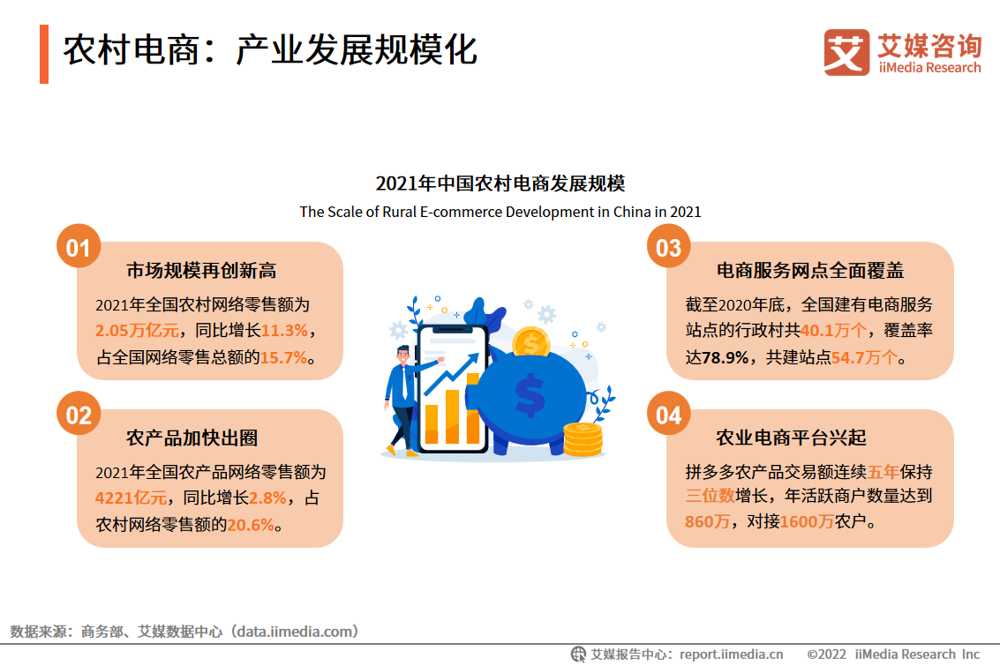 农村电商：产业发展规模化
艾媒咨询
iiMedia Research
2021年中国农村电商发展规模
The Scale of Rural E-commerce Development in China in 2021
01
市场规模再创新高
2021年全国农村网络零售额为
2.05万亿元，同比增长11.3%，
占全国网络零售总额的15.7%。
02
农产品加快出圈
2021年全国农产品网络零售额为
4221亿元，同比增长2.8%，占
农村网络零售额的20.6%。
03
电商服务网点全面覆盖
截至2020年底，全国建有电商服务
站点的行政村共40.1万个，覆盖率
达78.9%，共建站点54.7万个。
04
农业电商平台兴起
拼多多农产品交易额连续五年保持
三位数增长，年活跃商户数量达到
860万，对接1600万农户。
$
$
数据来源：商务部、艾媒数据中心（data.iimedia.com）
艾媒报告中心：report.iimedia.cn ©2022 iiMedia Research Inc